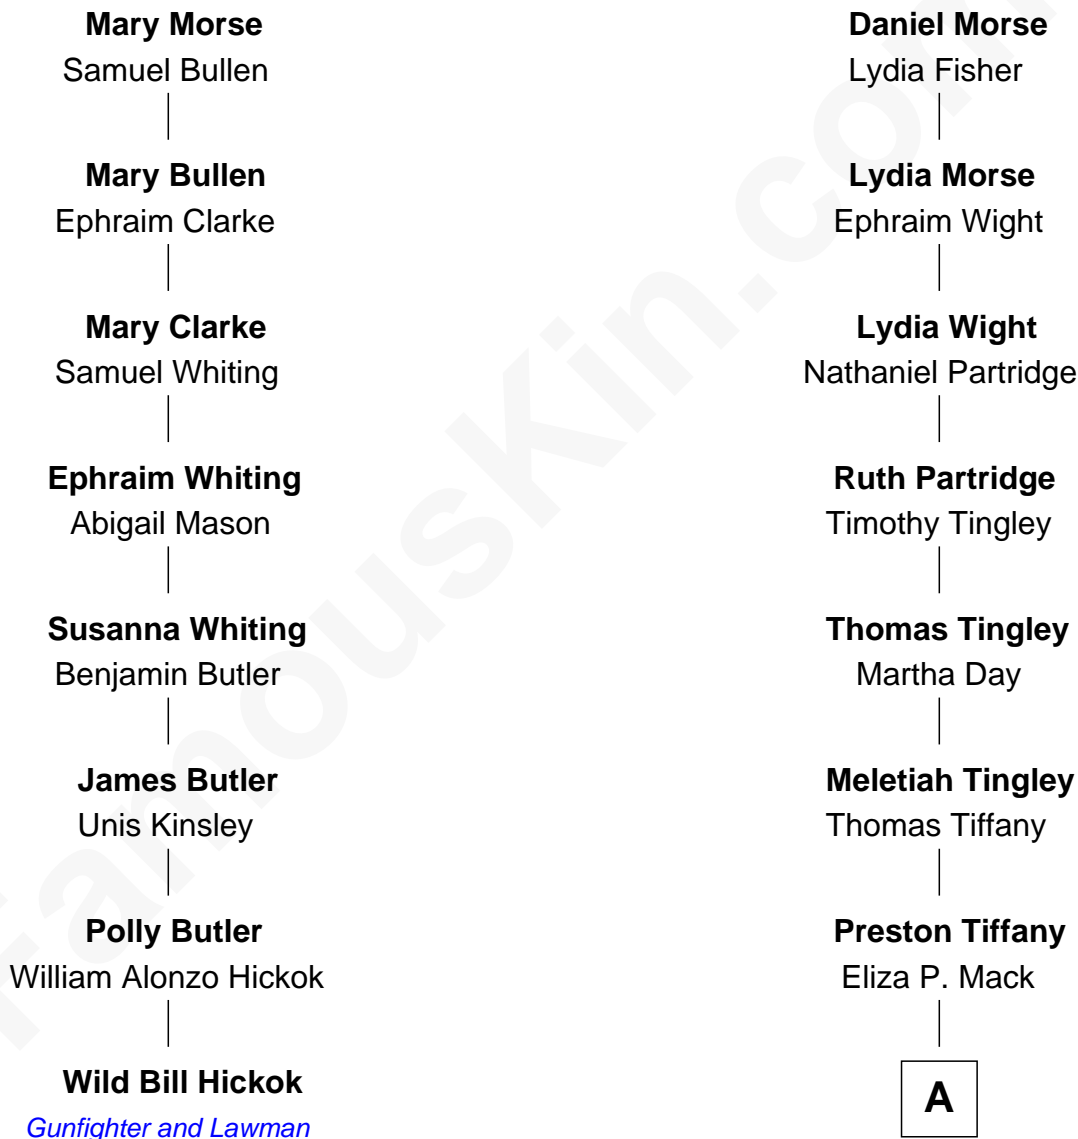 Mary Morse
Samuel Bullen
Mary Bullen
Ephraim Clarke
Mary Clarke
Samuel Whiting
Ephraim Whiting
Abigail Mason
Susanna Whiting
Benjamin Butler
James Butler
Unis Kinsley
Polly Butler
William Alonzo Hickok
Wild Bill Hickok
Gunfighter and Lawman
Daniel Morse
Lydia Fisher
Lydia Morse
Ephraim Wight
Lydia Wight
Nathaniel Partridge
Ruth Partridge
Timothy Tingley
Thomas Tingley
Martha Day
Meletiah Tingley
Thomas Tiffany
Preston Tiffany
Eliza P. Mack
A
FamousKin.com